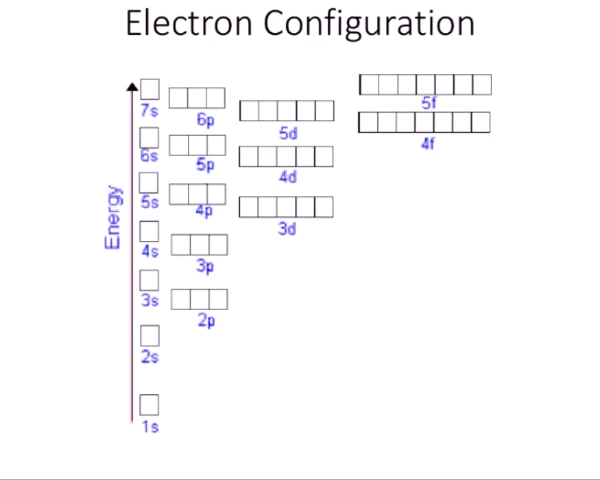 Electron Configuration
5f
7s
6p
5d
4f
6s
5p
4d
5s
4p
3d
Energy
4s
3p
3s
2p
2s
1s